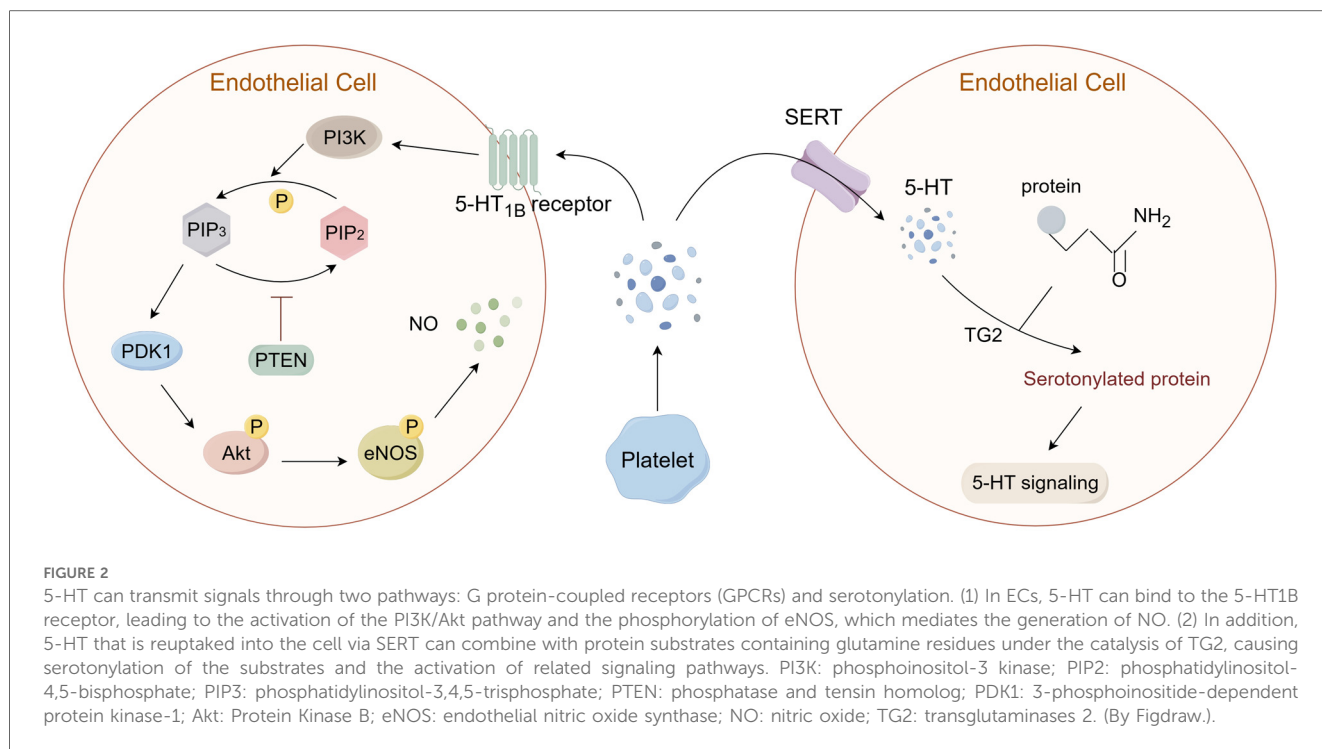 Endothelial Cell
PI3K
P
PIP3
PIP2
5-HT1B receptor
NO
PDK1
PTEN
P
Akt
P
eNOS
Platelet
SERT
Endothelial Cell
5-HT
protein
NH2
O
TG2
Serotonylated protein
5-HT signaling
FIGURE 2
5-HT can transmit signals through two pathways: G protein-coupled receptors (GPCRs) and serotonylation. (1) In ECs, 5-HT can bind to the 5-HT1B
receptor, leading to the activation of the PI3K/Akt pathway and the phosphorylation of eNOS, which mediates the generation of NO. (2) In addition,
5-HT that is reuptaked into the cell via SERT can combine with protein substrates containing glutamine residues under the catalysis of TG2, causing
serotonylation of the substrates and the activation of related signaling pathways. PI3K: phosphoinositol-3 kinase; PIP2: phosphatidylinositol-
4,5-bisphosphate; PIP3: phosphatidylinositol-3,4,5-trisphosphate; PTEN: phosphatase and tensin homolog; PDK1: 3-phosphoinositide-dependent
protein kinase-1; Akt: Protein Kinase B; eNOS: endothelial nitric oxide synthase; NO: nitric oxide; TG2: transglutaminases 2. (By Figdraw.).